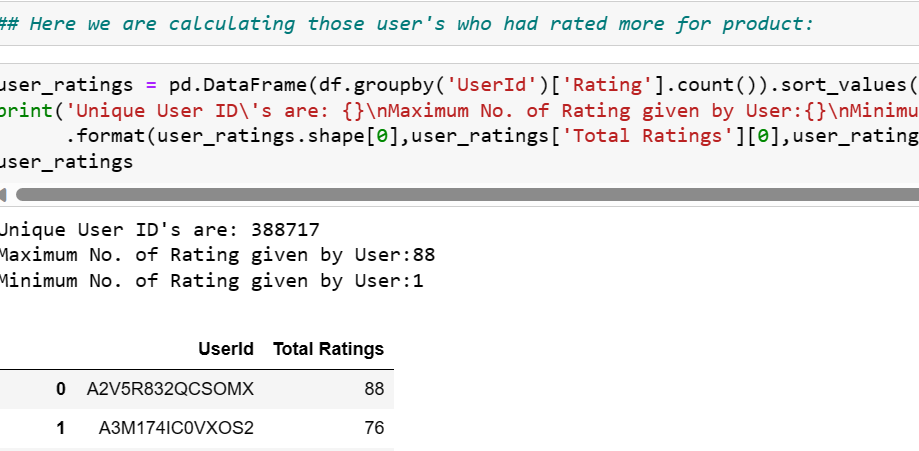 ## Here we are calculating those user's who had rated more for product:
user_ratings = pd.DataFrame(df.groupby('UserId')['Rating'].count()).sort_values(
print('Unique User ID\'s are: {}\nMaximum No. of Rating given by User:{}\nMinimu
.format(user_ratings.shape[0],user_ratings['Total Ratings'][0],user_rating
user_ratings
Unique User ID's are: 388717
Maximum No. of Rating given by User:88
Minimum No. of Rating given by User:1
UserId Total Ratings
0 A2V5R832QCSOMX 88
1 A3M174IC0VXOS2 76